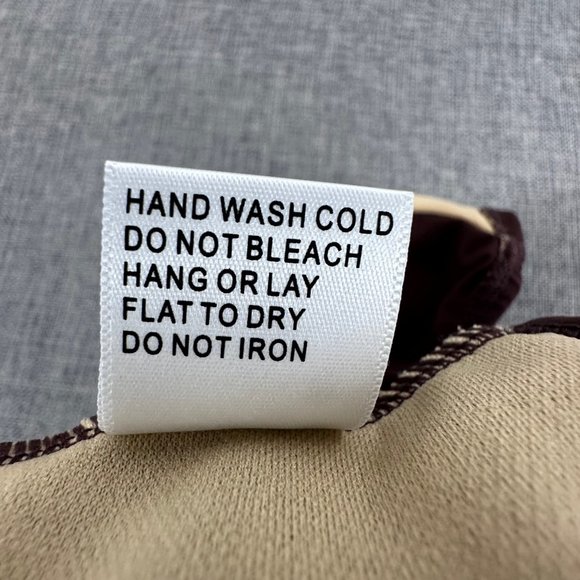 HAND WASH COLD
DO NOT BLEACH
HANG OR LAY
FLAT TO DRY
DO NOT IRON